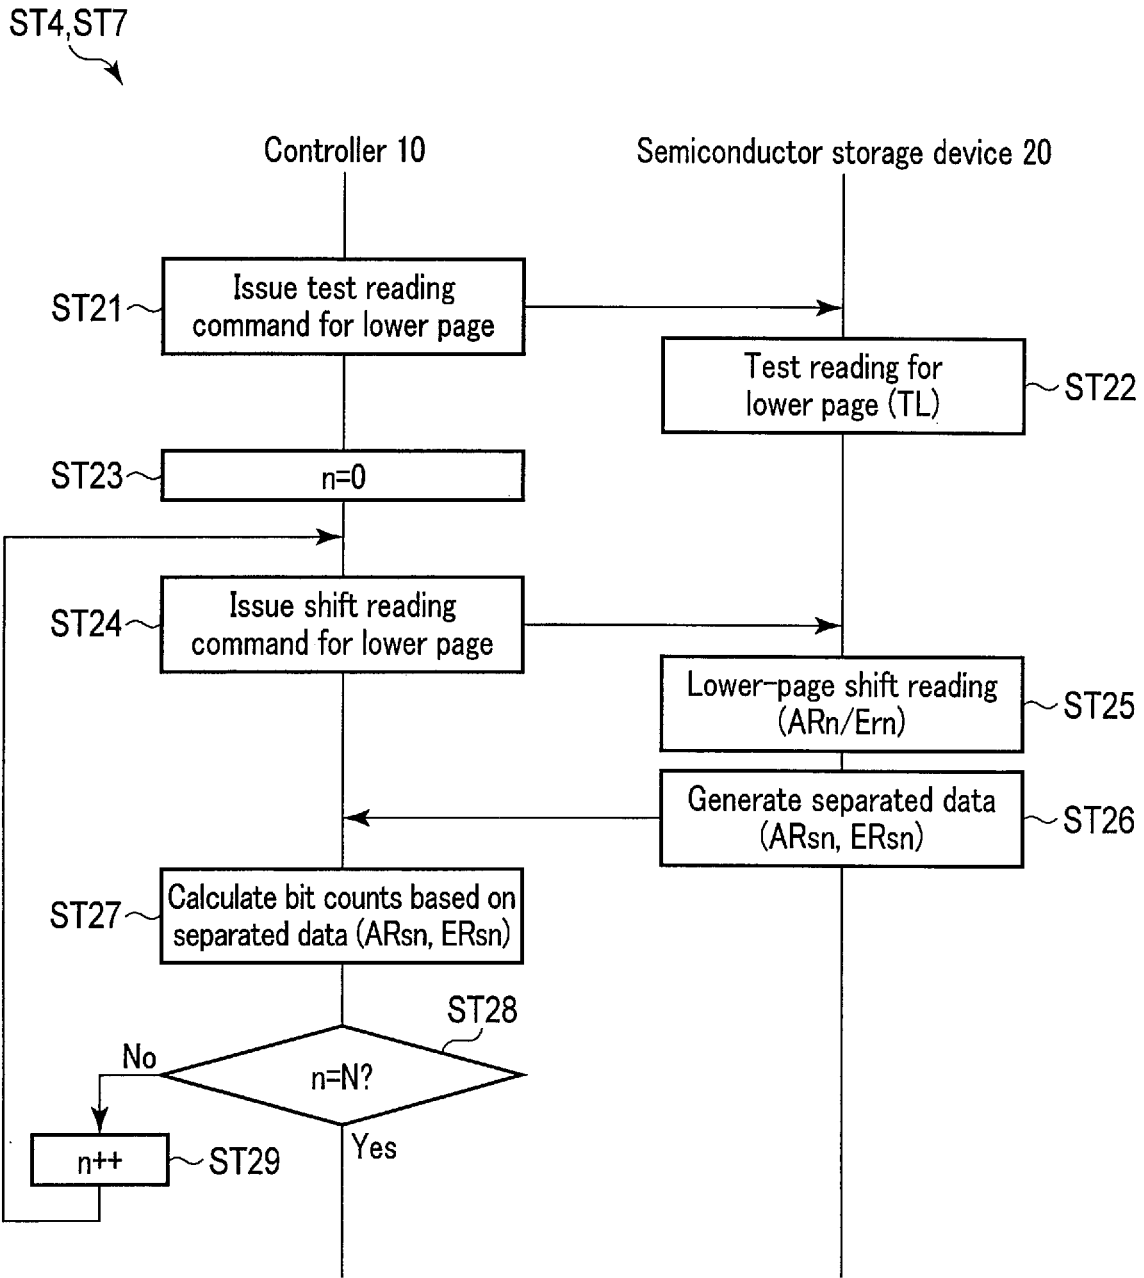 ST4,ST7
Controller 10
Semiconductor storage device 20
ST21
Issue test reading
command for lower page
Test reading for
lower page (TL)
ST22
ST23
n=0
ST24
Issue shift reading
command for lower page
Lower-page shift reading
(ARn/Ern)
ST25
Generate separated data
(ARsn, ERsn)
ST26
ST27
Calculate bit counts based on
separated data (ARsn, ERsn)
ST28
No
n=N?
Yes
n++
ST29